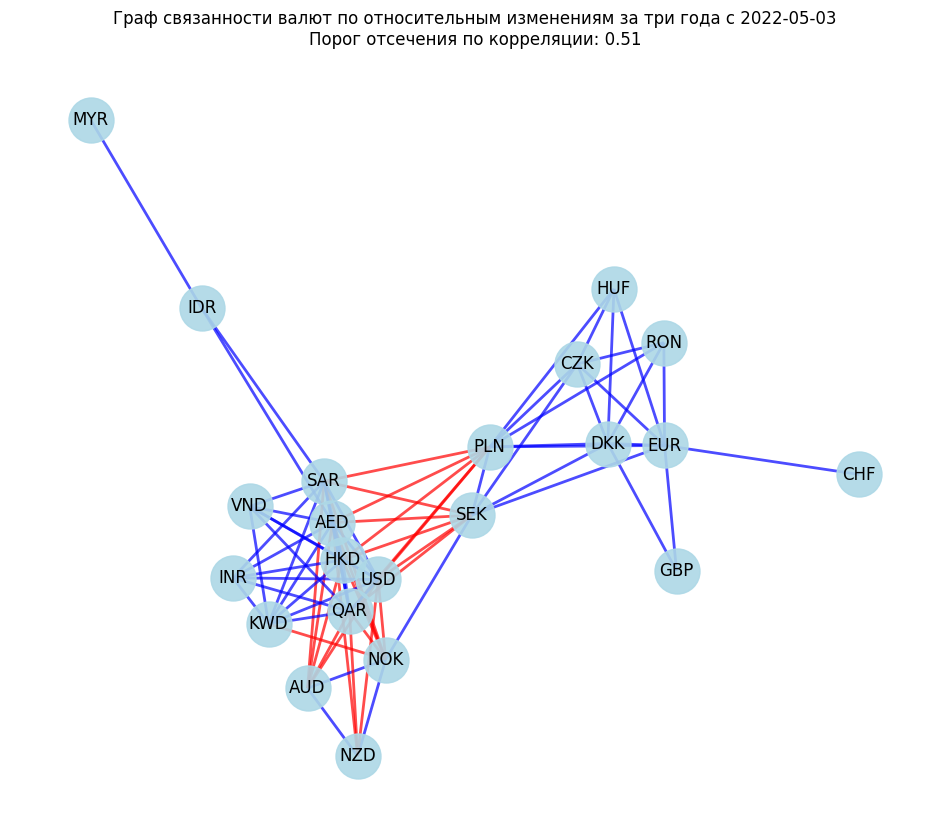 Граф связанности валют по относительным изменениям за три года с 2022-05-03
Порог отсечения по корреляции: 0.51
MYR
HUF
IDR
RON
CZK
DKK
EUR
PLN
CHF
SAR
VND
SEK
AED
HKD
GBP
INR
USD
QAR
KWD
NOK
AUD
NZD